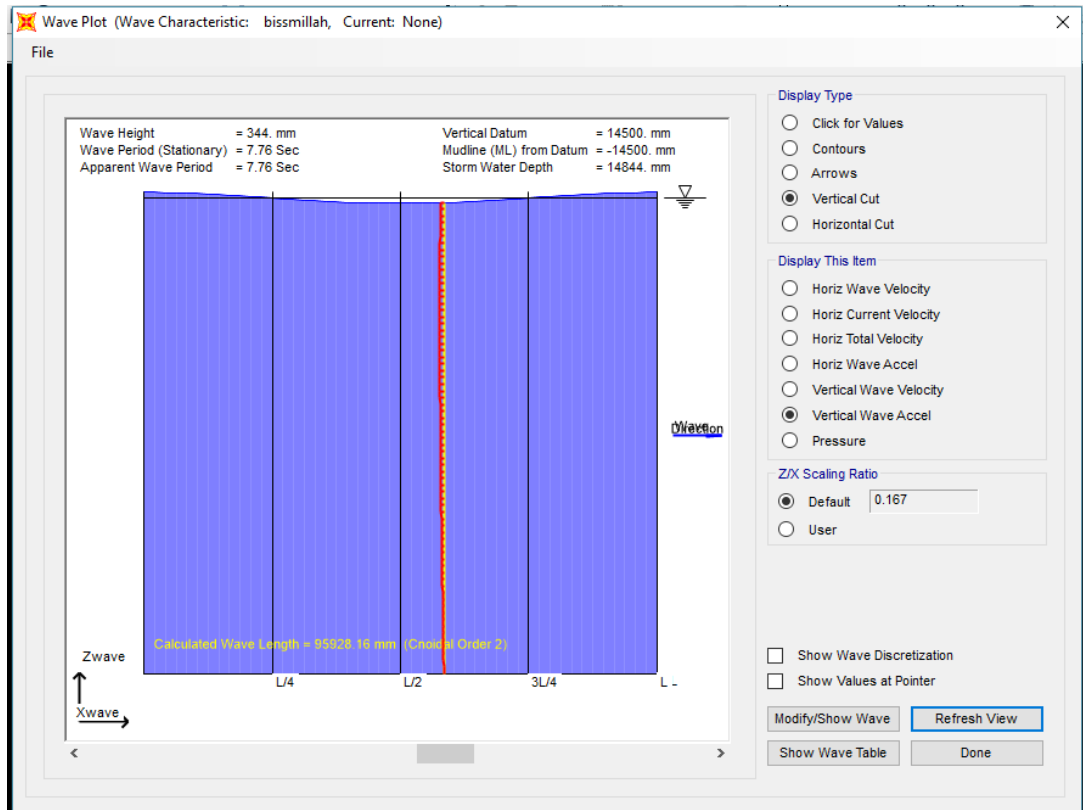 Wave Plot (Wave Characteristic: bissmillah, Current: None)
File
Wave Height = 344. mm
Wave Period (Stationary) = 7.76 Sec
Apparent Wave Period = 7.76 Sec
Vertical Datum = 14500. mm
Mudline (ML) from Datum = -14500. mm
Storm Water Depth = 14844. mm
Wave
Direction
Calculated Wave Length = 95928.16 mm (Cnoidal Order 2)
Zwave
Xwave
L/4
L/2
3L/4
L
Display Type
Click for Values
Contours
Arrows
Vertical Cut
Horizontal Cut
Display This Item
Horiz Wave Velocity
Horiz Current Velocity
Horiz Total Velocity
Horiz Wave Accel
Vertical Wave Velocity
Vertical Wave Accel
Pressure
Z/X Scaling Ratio
Default 0.167
User
Show Wave Discretization
Show Values at Pointer
Modify/Show Wave
Refresh View
Show Wave Table
Done